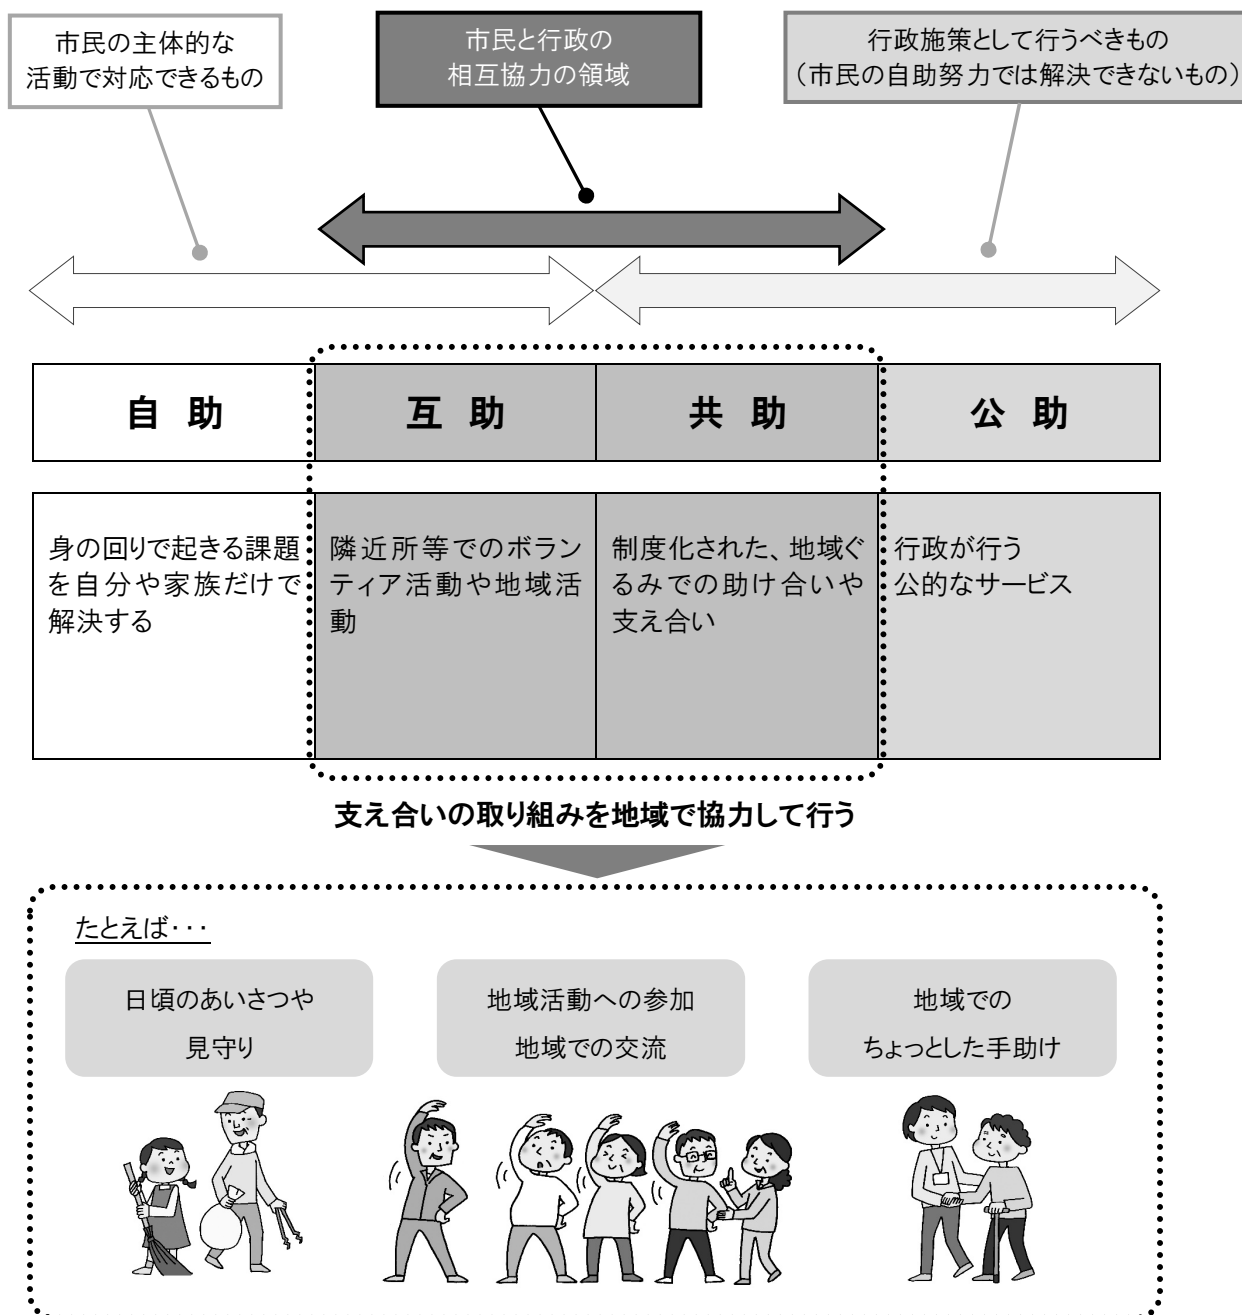 市民の主体的な
活動で対応できるもの
市民と行政の
相互協力の領域
行政施策として行うべきもの
（市民の自助努力では解決できないもの）
自 助
互 助
共 助
公 助
身の回りで起きる課題
を自分や家族だけで
解決する
隣近所等でのボラン
ティア活動や地域活
動
制度化された、地域ぐ
るみでの助け合いや
支え合い
行政が行う
公的なサービス
支え合いの取り組みを地域で協力して行う
たとえば・・・
日頃のあいさつや
見守り
地域活動への参加
地域での交流
地域での
ちょっとした手助け